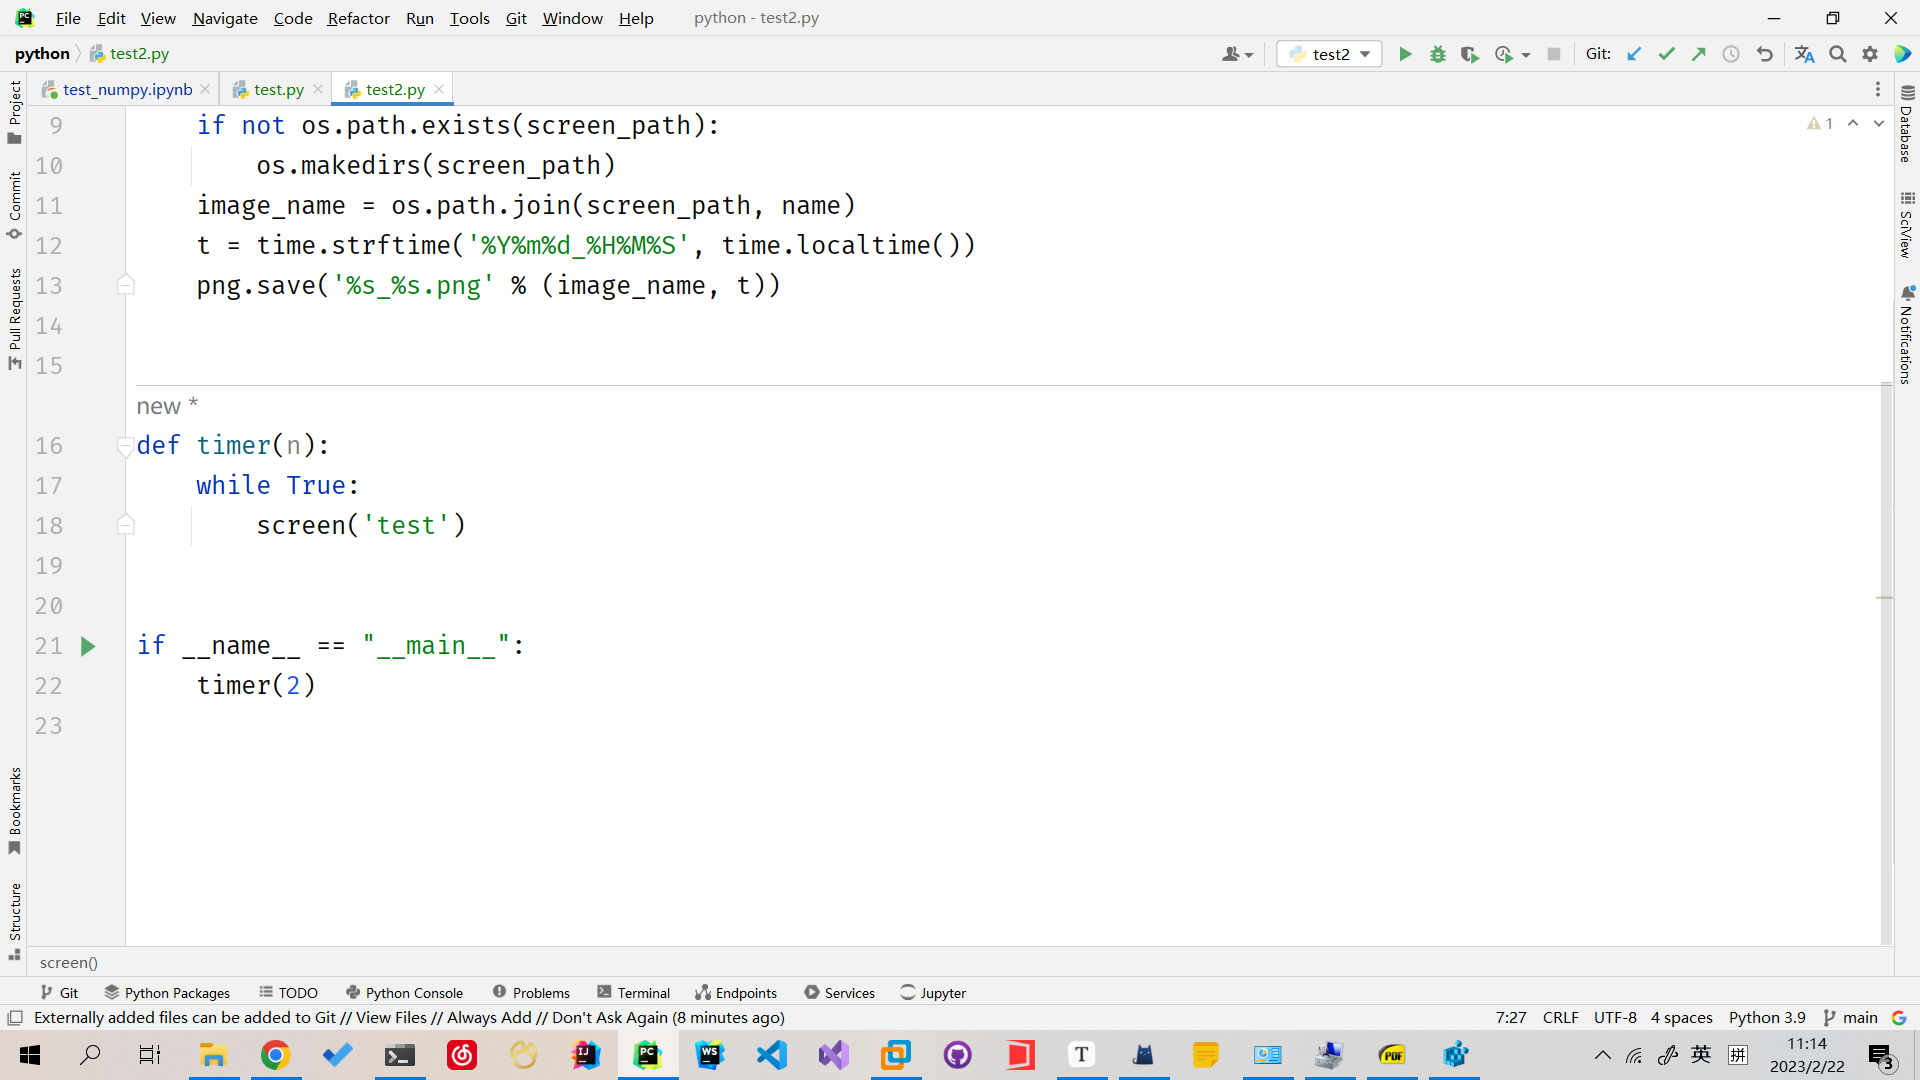 File Edit View Navigate Code Refactor Run Tools Git Window Help python - test2.py
python test2.py test2 Git:
test_numpy.ipynb test.py test2.py
Project
Commit
Pull Requests
Bookmarks
Structure
9 if not os.path.exists(screen_path):
10 os.makedirs(screen_path)
11 image_name = os.path.join(screen_path, name)
12 t = time.strftime('%Y%m%d_%H%M%S', time.localtime())
13 png.save('%s_%s.png' % (image_name, t))
14
15
new *
16 def timer(n):
17 while True:
18 screen('test')
19
20
21 if __name__ == "__main__":
22 timer(2)
23
1
Database
SciView
Notifications
screen()
Git Python Packages TODO Python Console Problems Terminal Endpoints Services Jupyter
Externally added files can be added to Git // View Files // Always Add // Don't Ask Again (8 minutes ago) 7:27 CRLF UTF-8 4 spaces Python 3.9 main
IJ PC WS T PDF 英 拼
11:14
2023/2/22
3